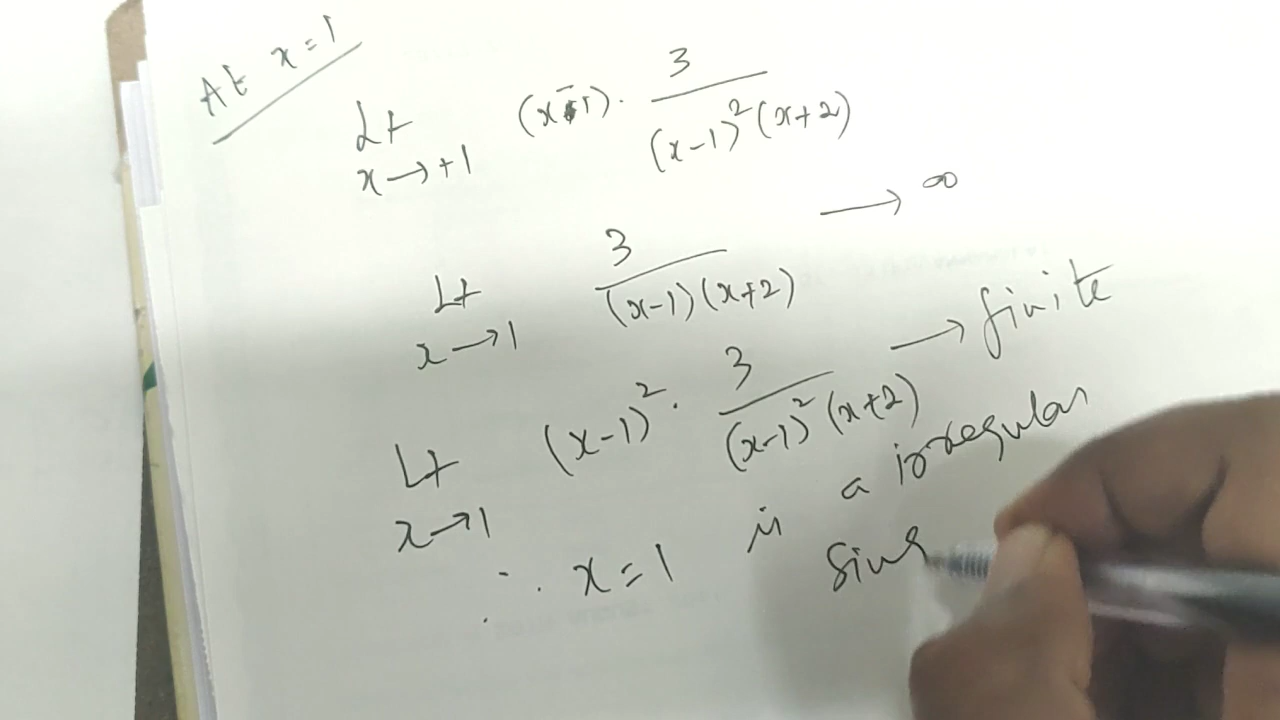 At x = 1
Lt x→+1 (x-1). 3/((x-1)²(x+2))
→ ∞
Lt x→1 3/((x-1)(x+2))
→ finite
Lt x→1 (x-1)². 3/((x-1)²(x+2))
∴ x = 1 is a irregular
Sing